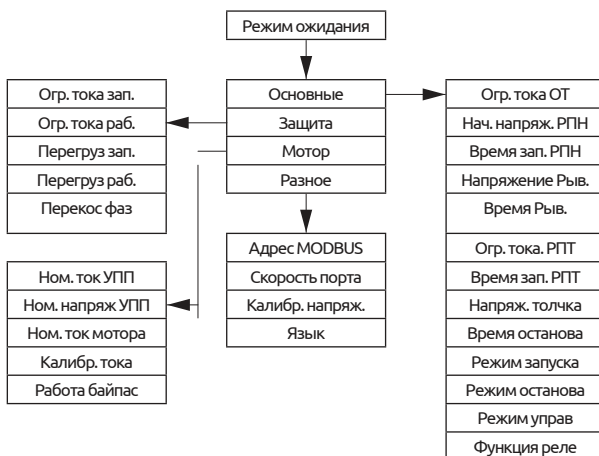 Режим ожидания
Основные
Защита
Мотор
Разное
Огр. тока зап.
Огр. тока раб.
Перегруз зап.
Перегруз раб.
Перекос фаз
Ном. ток УПП
Ном. напряж УПП
Ном. ток мотора
Калибр. тока
Работа байпас
Адрес MODBUS
Скорость порта
Калибр. напряж.
Язык
Огр. тока ОТ
Нач. напряж. РПН
Время зап. РПН
Напряжение Рыв.
Время Рыв.
Огр. тока. РПТ
Время зап. РПТ
Напряж. толчка
Время останова
Режим запуска
Режим останова
Режим управ
Функция реле